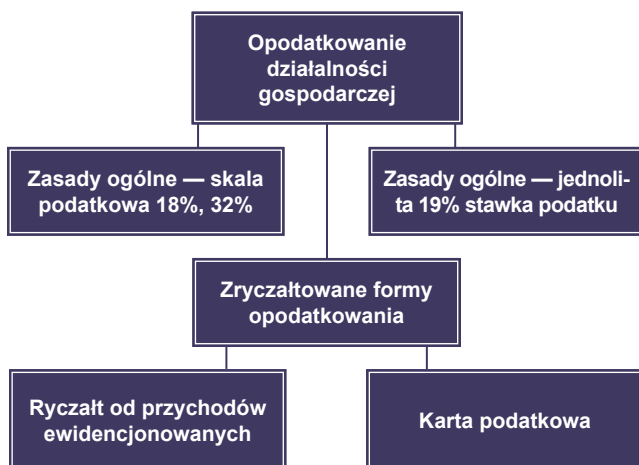 Opodatkowanie
działalności
gospodarczej
Zasady ogólne — skala
podatkowa 18%, 32%
Zasady ogólne — jednoli-
ta 19% stawka podatku
Zryczałtowane formy
opodatkowania
Ryczałt od przychodów
ewidencjonowanych
Karta podatkowa